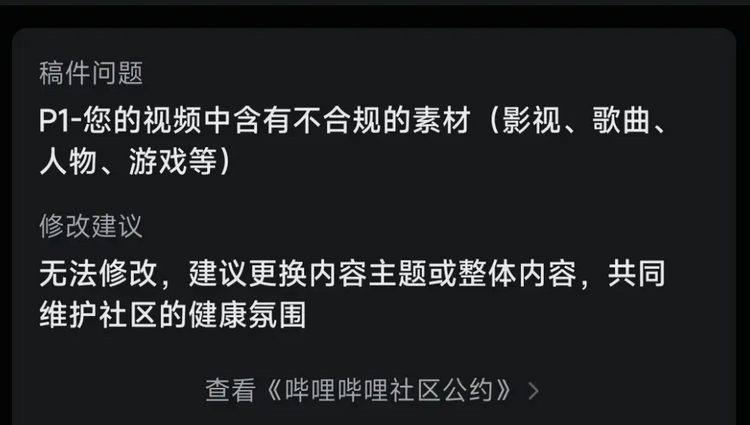 稿件问题
P1-您的视频中含有不合规的素材（影视、歌曲、
人物、游戏等）
修改建议
无法修改，建议更换内容主题或整体内容，共同
维护社区的健康氛围
查看《哔哩哔哩社区公约》 >